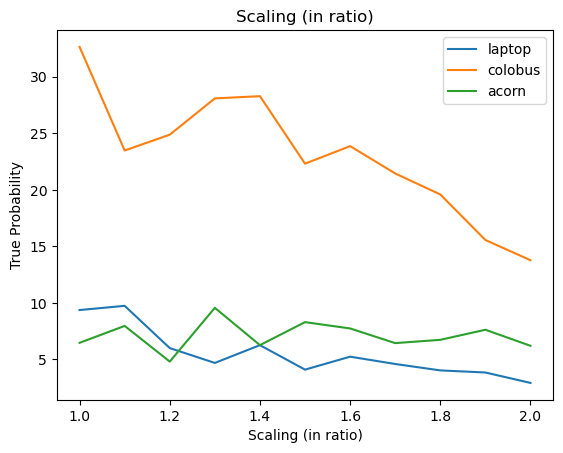 Scaling (in ratio)
laptop
colobus
acorn
True Probability
30
25
20
15
10
5
1.0 1.2 1.4 1.6 1.8 2.0
Scaling (in ratio)